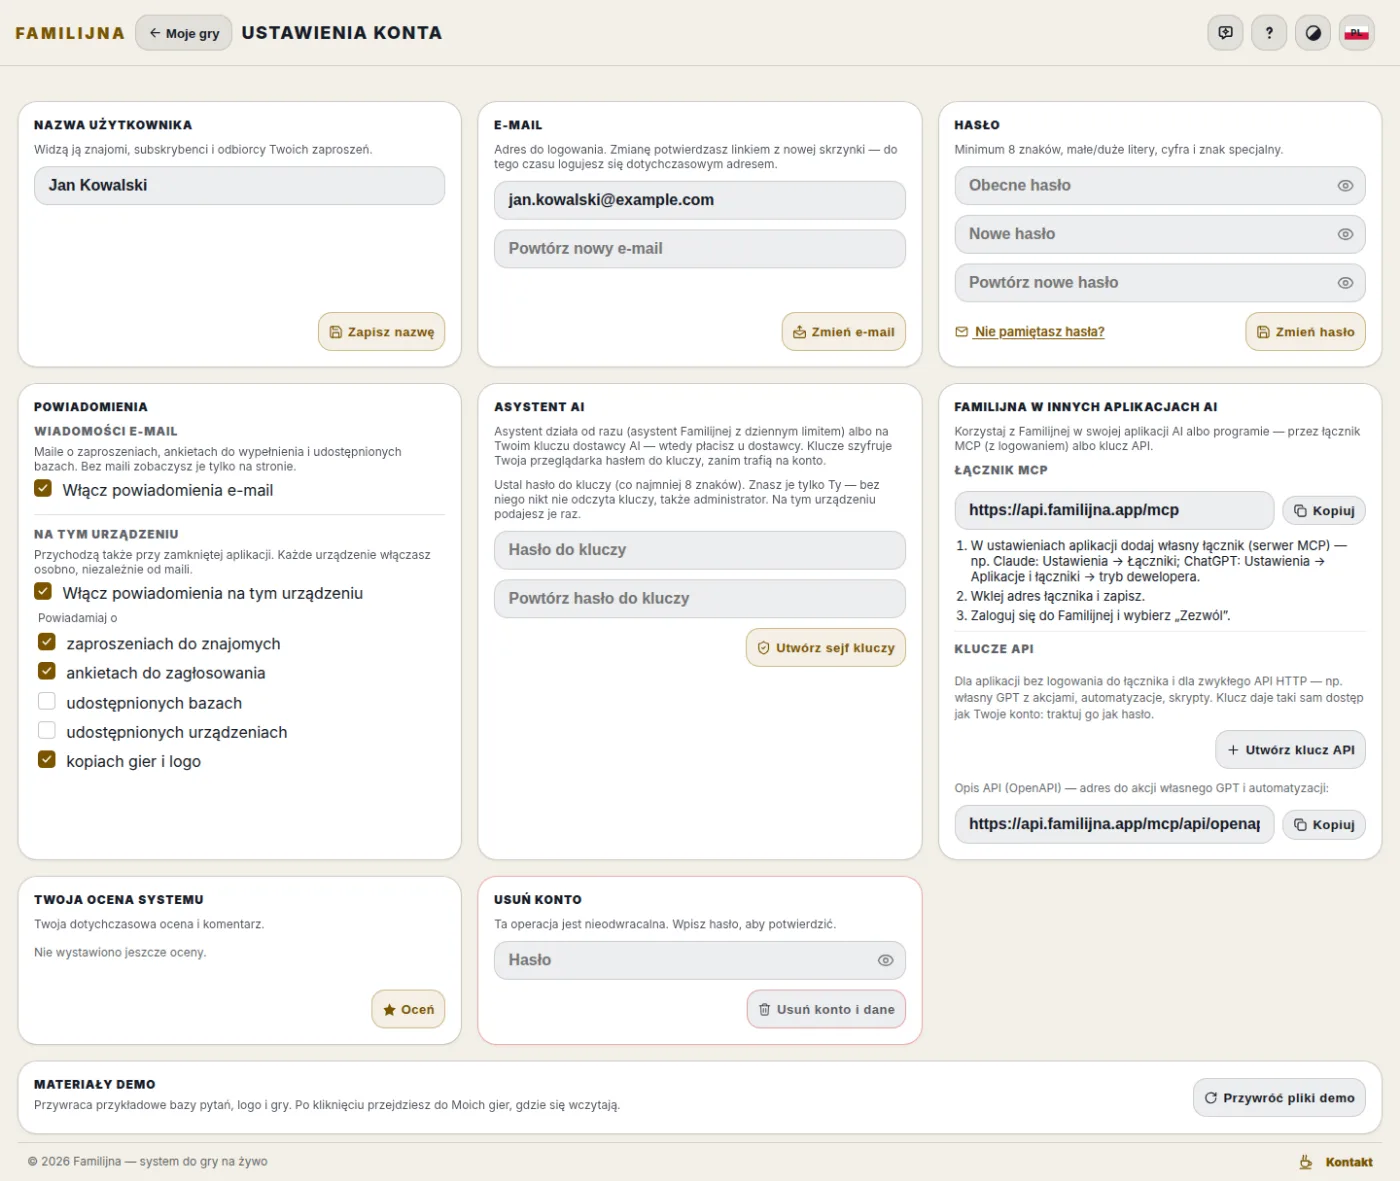 FAMILIJNA
← Moje gry
USTAWIENIA KONTA
?
PL
NAZWA UŻYTKOWNIKA
Widzą ją znajomi, subskrybenci i odbiorcy Twoich zaproszeń.
Jan Kowalski
Zapisz nazwę
E-MAIL
Adres do logowania. Zmianę potwierdzasz linkiem z nowej skrzynki — do
tego czasu logujesz się dotychczasowym adresem.
jan.kowalski@example.com
Powtórz nowy e-mail
Zmień e-mail
HASŁO
Minimum 8 znaków, małe/duże litery, cyfra i znak specjalny.
Obecne hasło
Nowe hasło
Powtórz nowe hasło
Nie pamiętasz hasła?
Zmień hasło
POWIADOMIENIA
WIADOMOŚCI E-MAIL
Maile o zaproszeniach, ankietach do wypełnienia i udostępnionych
bazach. Bez maili zobaczysz je tylko na stronie.
Włącz powiadomienia e-mail
NA TYM URZĄDZENIU
Przychodzą także przy zamkniętej aplikacji. Każde urządzenie włączasz
osobno, niezależnie od maili.
Włącz powiadomienia na tym urządzeniu
Powiadamiaj o
zaproszeniach do znajomych
ankietach do zagłosowania
udostępnionych bazach
udostępnionych urządzeniach
kopiach gier i logo
ASYSTENT AI
Asystent działa od razu (asystent Familijnej z dziennym limitem) albo na
Twoim kluczu dostawcy AI — wtedy płacisz u dostawcy. Klucze szyfruje
Twoja przeglądarka hasłem do kluczy, zanim trafią na konto.
Ustal hasło do kluczy (co najmniej 8 znaków). Znasz je tylko Ty — bez
niego nikt nie odczyta kluczy, także administrator. Na tym urządzeniu
podajesz je raz.
Hasło do kluczy
Powtórz hasło do kluczy
Utwórz sejf kluczy
FAMILIJNA W INNYCH APLIKACJACH AI
Korzystaj z Familijnej w swojej aplikacji AI albo programie — przez łącznik
MCP (z logowaniem) albo klucz API.
ŁĄCZNIK MCP
https://api.familijna.app/mcp
Kopiuj
1. W ustawieniach aplikacji dodaj własny łącznik (serwer MCP) —
np. Claude: Ustawienia → Łączniki; ChatGPT: Ustawienia →
Aplikacje i łączniki → tryb dewelopera.
2. Wklej adres łącznika i zapisz.
3. Zaloguj się do Familijnej i wybierz „Zezwól”.
KLUCZE API
Dla aplikacji bez logowania do łącznika i dla zwykłego API HTTP — np.
własny GPT z akcjami, automatyzacje, skrypty. Klucz daje taki sam dostęp
jak Twoje konto: traktuj go jak hasło.
+ Utwórz klucz API
Opis API (OpenAPI) — adres do akcji własnego GPT i automatyzacji:
https://api.familijna.app/mcp/api/openap
Kopiuj
TWOJA OCENA SYSTEMU
Twoja dotychczasowa ocena i komentarz.
Nie wystawiono jeszcze oceny.
Oceń
USUŃ KONTO
Ta operacja jest nieodwracalna. Wpisz hasło, aby potwierdzić.
Hasło
Usuń konto i dane
MATERIAŁY DEMO
Przywraca przykładowe bazy pytań, logo i gry. Po kliknięciu przejdziesz do Moich gier, gdzie się wczytają.
Przywróć pliki demo
© 2026 Familijna — system do gry na żywo
Kontakt